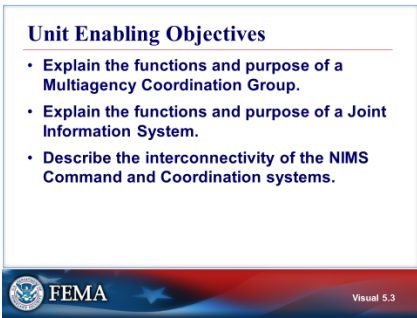 Unit Enabling Objectives
• Explain the functions and purpose of a
Multiagency Coordination Group.
• Explain the functions and purpose of a Joint
Information System.
• Describe the interconnectivity of the NIMS
Command and Coordination systems.
FEMA
Visual 5.3